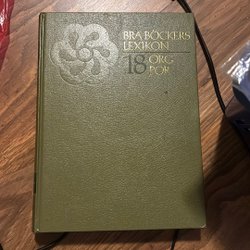 BRA BÖCKERS
LEXIKON
18 ORG
POR